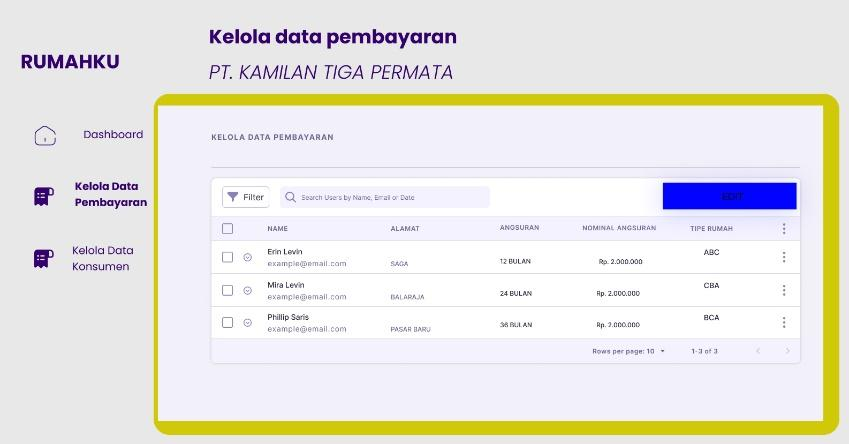 Kelola data pembayaran
RUMAHKU
PT. KAMILAN TIGA PERMATA
Dashboard
Kelola Data
Pembayaran
Kelola Data
Konsumen
KELOLA DATA PEMBAYARAN
Filter
Search Users by Name, Email or Date
EDIT
NAME ALAMAT ANGSURAN NOMINAL ANGSURAN TIPE RUMAH
Erin Levin ABC
example@email.com SAGA 12 BULAN Rp. 2.000.000
Mira Levin CBA
example@email.com BALARAJA 24 BULAN Rp. 2.000.000
Phillip Saris BCA
example@email.com PASAR BARU 36 BULAN Rp. 2.000.000
Rows per page: 10 1-3 of 3